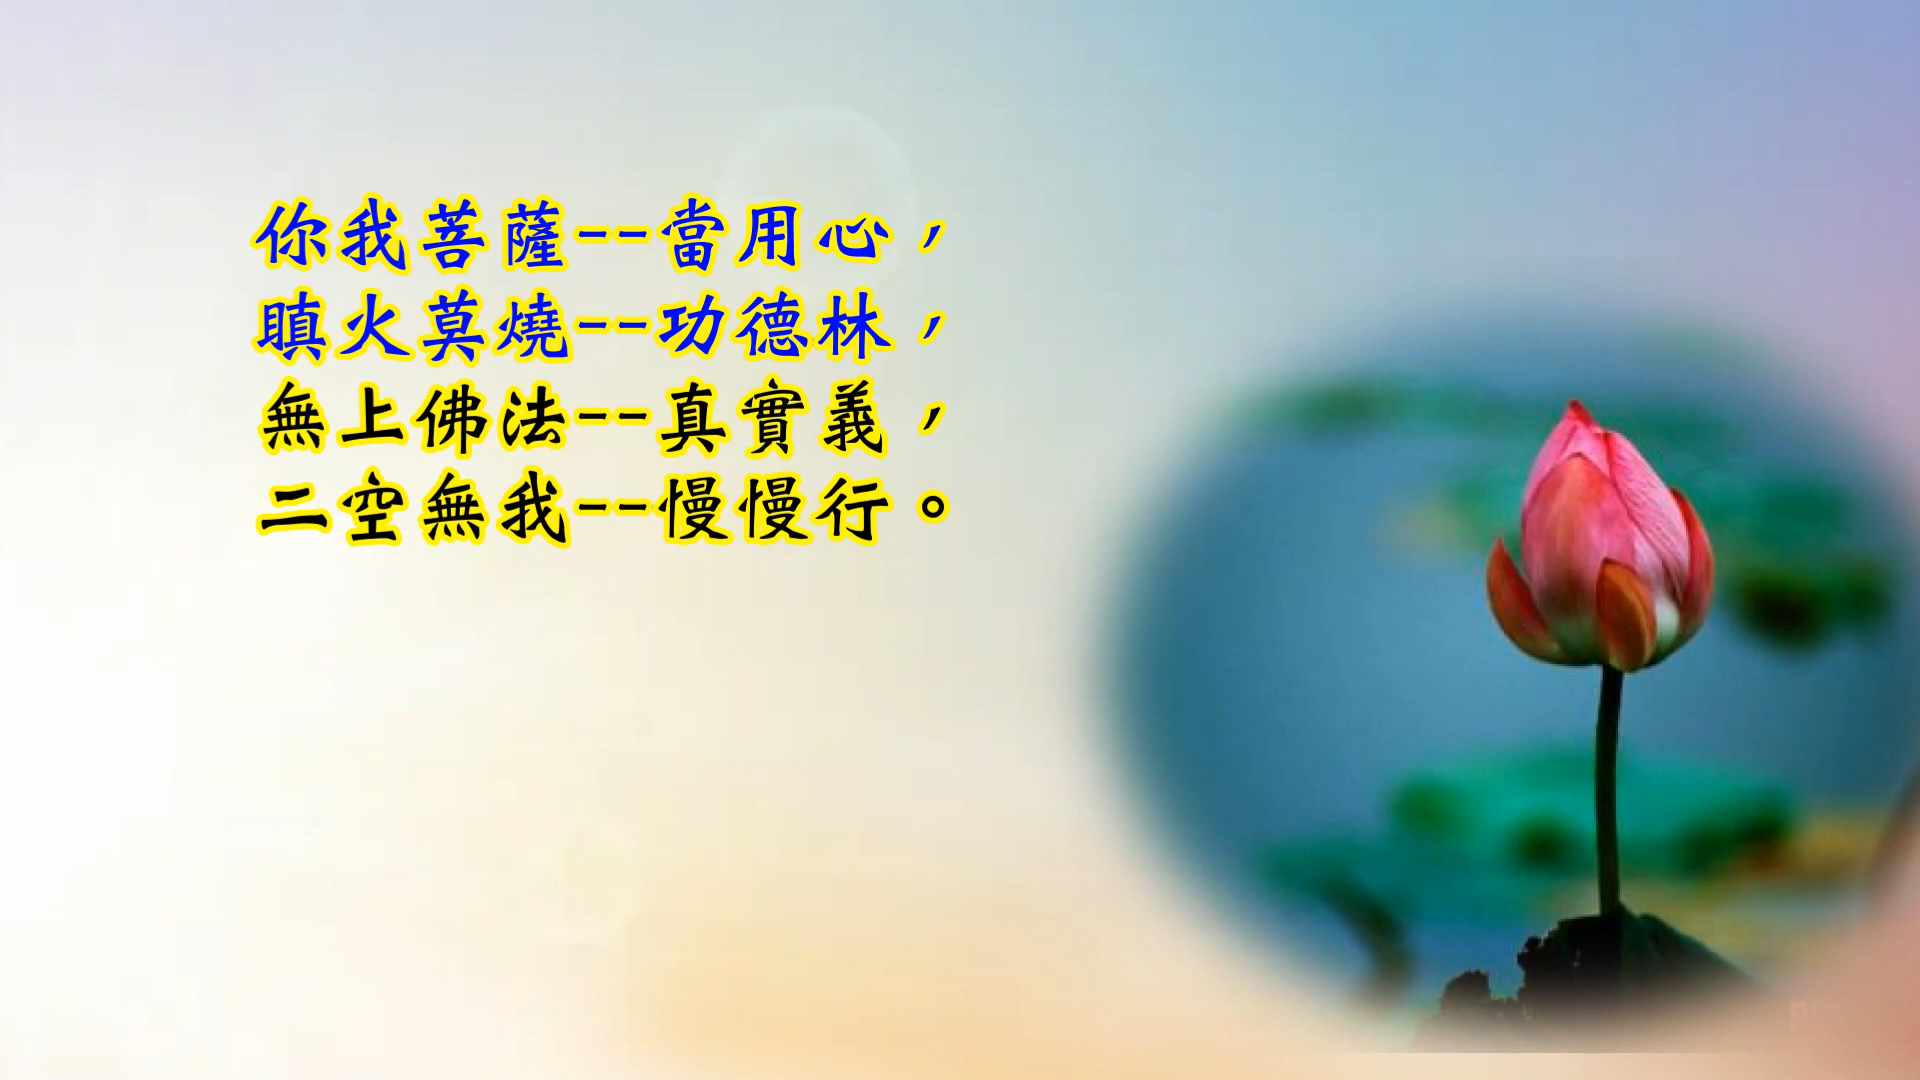 你我菩薩--當用心，
瞋火莫燒--功德林，
無上佛法--真實義，
二空無我--慢慢行。